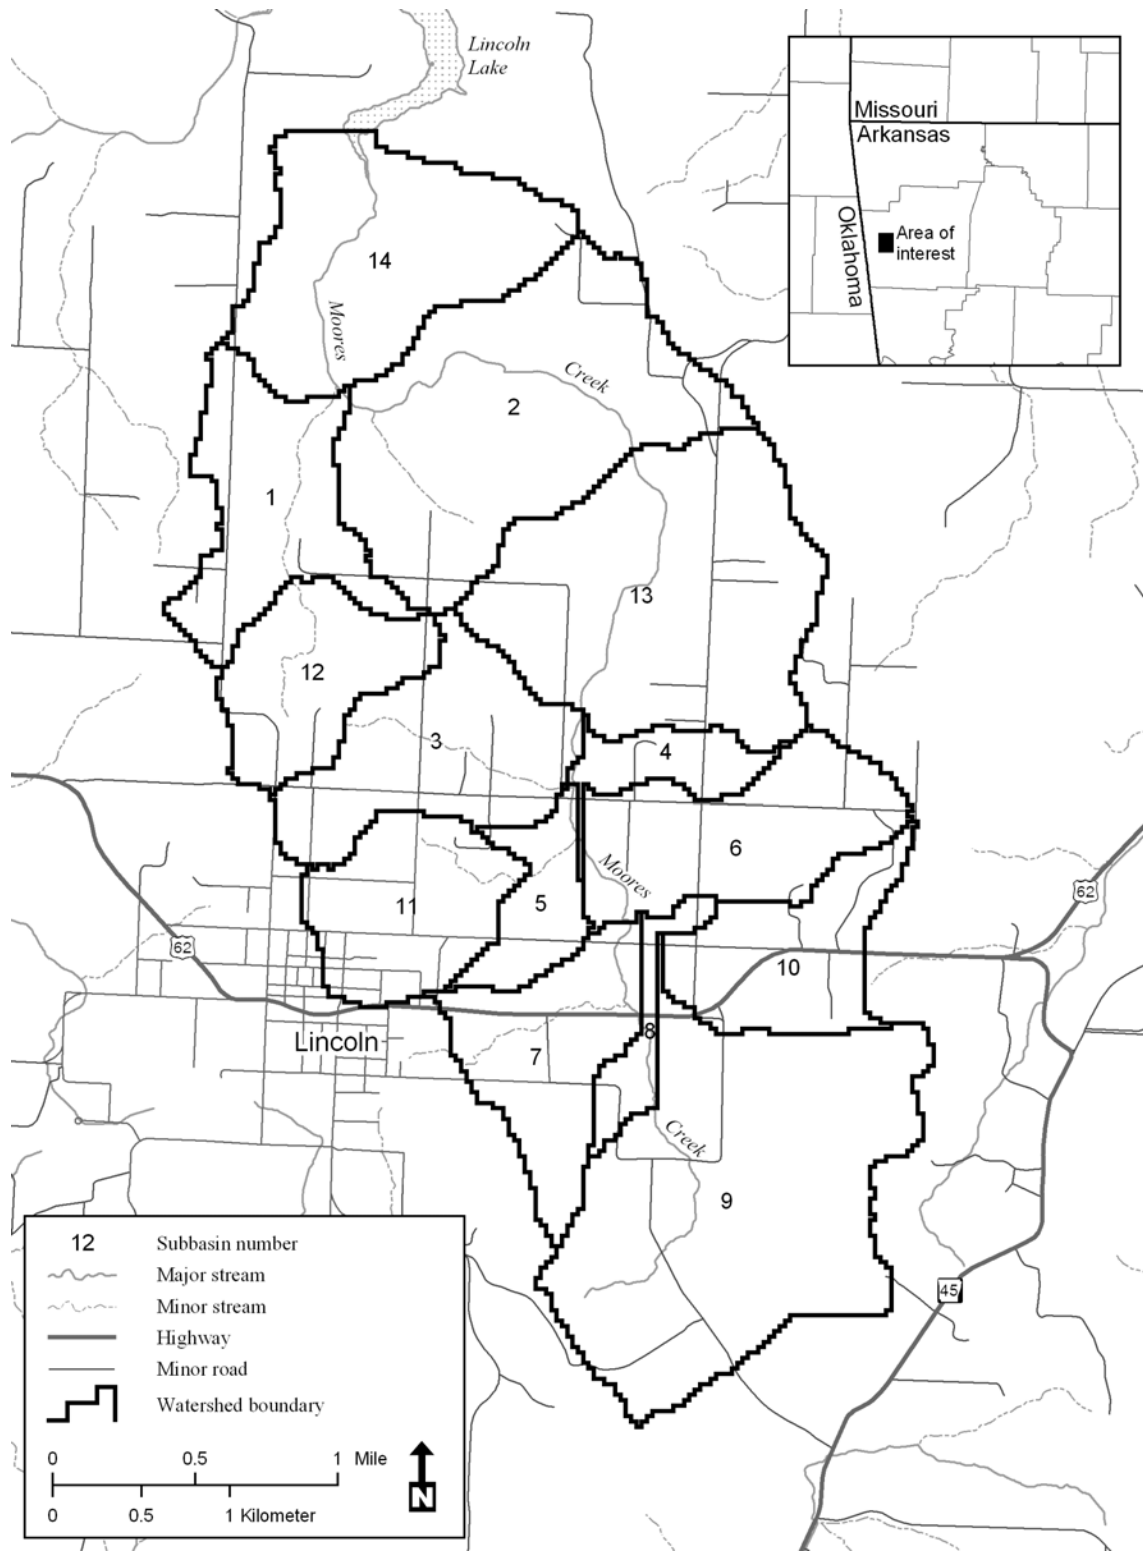 Lincoln
Lake
Missouri
Arkansas
Oklahoma
Area of
interest
14
Moores
Creek
2
1
13
12
3
4
6
Moores
5
11
62
62
10
8
Lincoln
7
Creek
9
45
12 Subbasin number
Major stream
Minor stream
Highway
Minor road
Watershed boundary
0 0.5 1 Mile
0 0.5 1 Kilometer
N